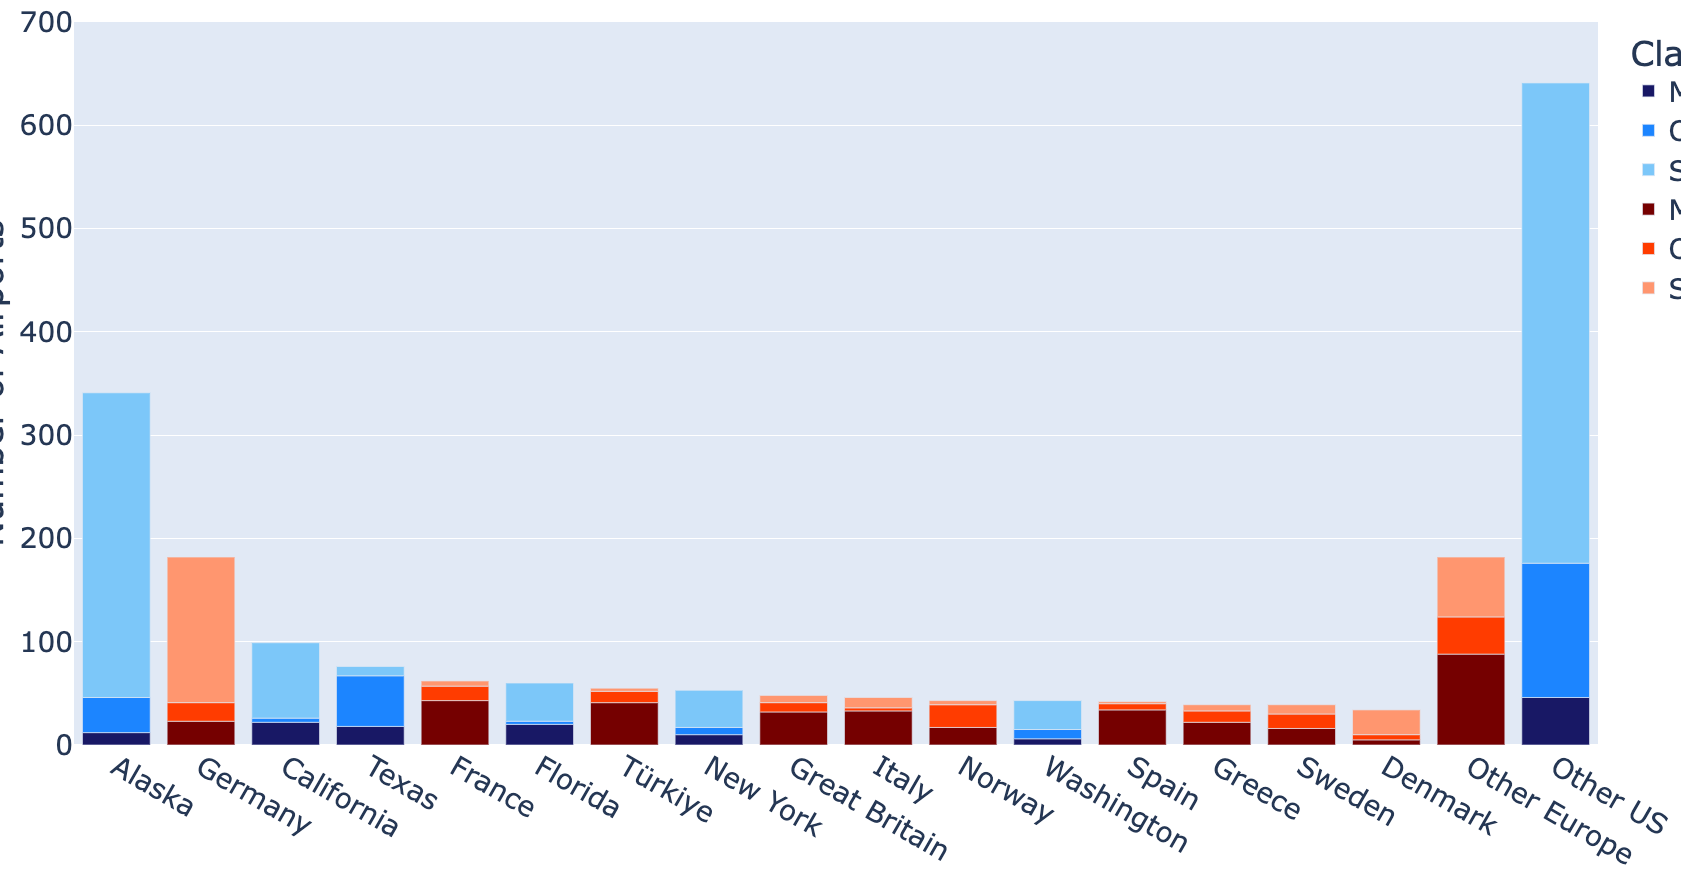 700
600
500
400
300
200
100
0
Alaska
Germany
California
Texas
France
Florida
Türkiye
New York
Great Britain
Italy
Norway
Washington
Spain
Greece
Sweden
Denmark
Other Europe
Other US